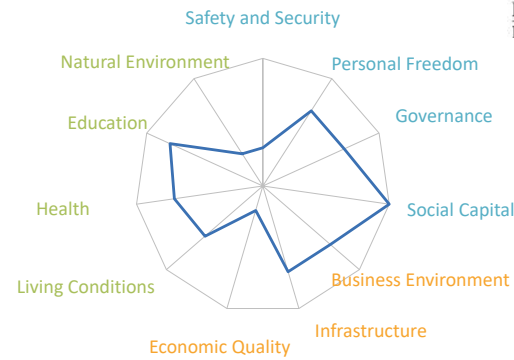 Safety and Security
Personal Freedom
Governance
Social Capital
Business Environment
Infrastructure
Economic Quality
Living Conditions
Health
Education
Natural Environment